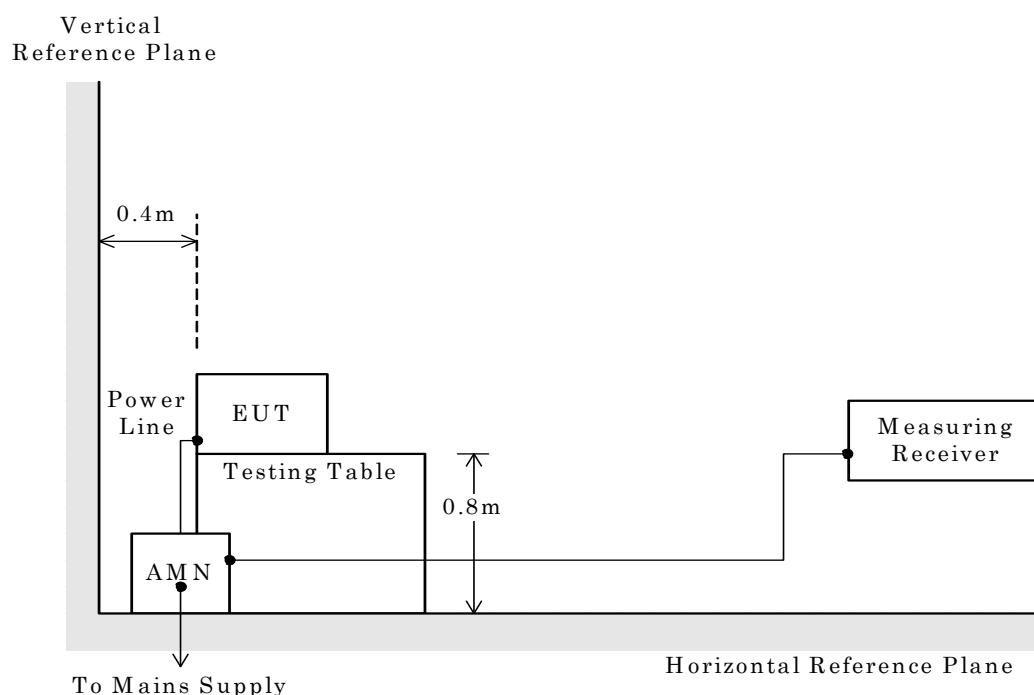 Vertical
Reference Plane
0.4m
Power
Line
EUT
Testing Table
Measuring
Receiver
0.8m
AMN
Horizontal Reference Plane
To Mains Supply